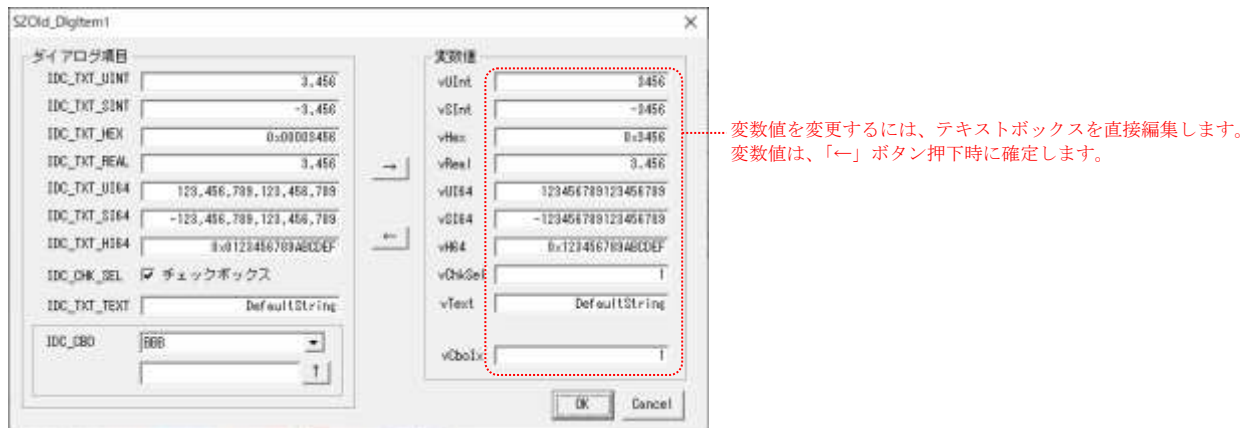 SZOld_DlgItem1
ダイアログ項目
IDC_TXT_UINT 3,456
IDC_TXT_SINT -3,456
IDC_TXT_HEX 0x00003456
IDC_TXT_REAL 3.456
IDC_TXT_UI64 123,456,789,123,456,789
IDC_TXT_SI64 -123,456,789,123,456,789
IDC_TXT_HI64 0x0123456789ABCDEF
IDC_CHK_SEL チェックボックス
IDC_TXT_TEXT DefaultString
IDC_CBO BBB
↑
→
←
変数値
vUInt 3456
vSInt -3456
vHex 0x3456
vReal 3.456
vUI64 123456789123456789
vSI64 -123456789123456789
vH64 0x123456789ABCDEF
vChkSel 1
vText DefaultString
vCboIx 1
OK Cancel
変数値を変更するには、テキストボックスを直接編集します。
変数値は、「←」ボタン押下時に確定します。